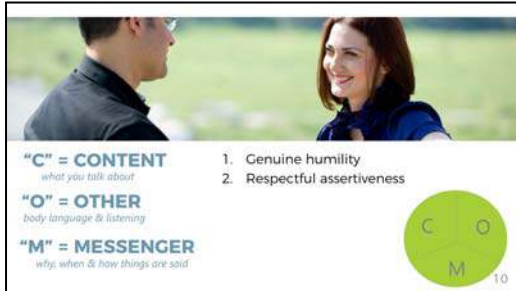 "C" = CONTENT
what you talk about
"O" = OTHER
body language & listening
"M" = MESSENGER
why, when & how things are said
1. Genuine humility
2. Respectful assertiveness
C O
M
10